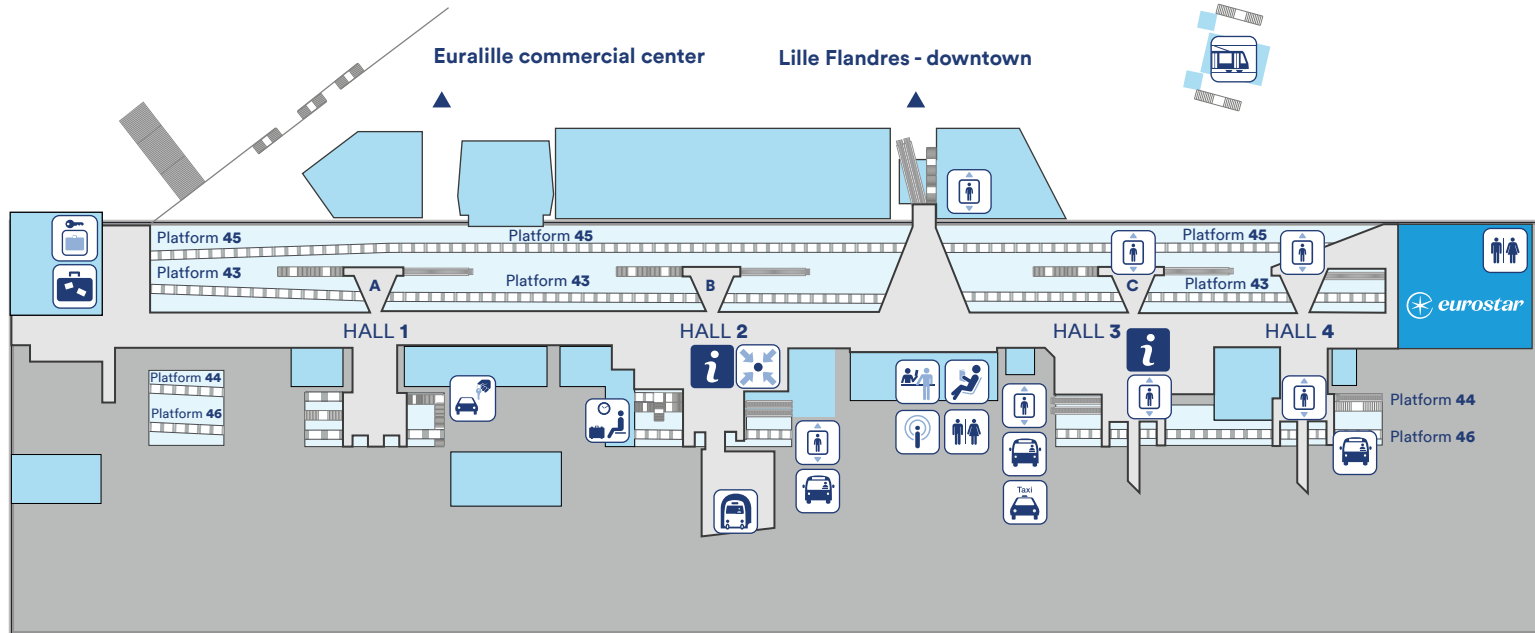 Euralille commercial center
Lille Flandres - downtown
Platform 45
Platform 45
Platform 45
Platform 43
Platform 43
Platform 43
A
B
C
eurostar
HALL 1
HALL 2
HALL 3
HALL 4
i
i
Platform 44
Platform 46
Platform 44
Platform 46
Taxi